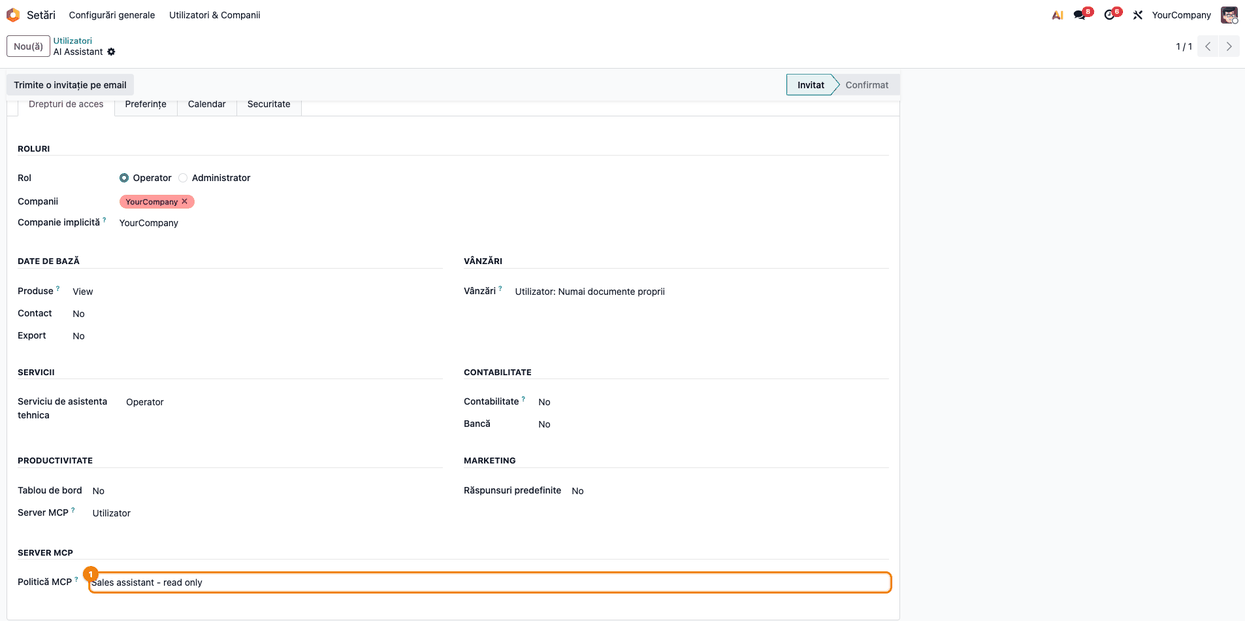 Setări Configurări generale Utilizatori & Companii AI 8 8 YourCompany
Nou(ă) Utilizatori
AI Assistant 1 / 1
Trimite o invitație pe email Invitat Confirmat
Drepturi de acces Preferințe Calendar Securitate
ROLURI
Rol Operator Administrator
Companii YourCompany ×
Companie implicită ? YourCompany
DATE DE BAZĂ VÂNZĂRI
Produse ? View Vânzări ? Utilizator: Numai documente proprii
Contact No
Export No
SERVICII CONTABILITATE
Serviciu de asistenta tehnica Operator Contabilitate ? No
Bancă No
PRODUCTIVITATE MARKETING
Tablou de bord No Răspunsuri predefinite No
Server MCP ? Utilizator
SERVER MCP
1
Politică MCP ? Sales assistant - read only